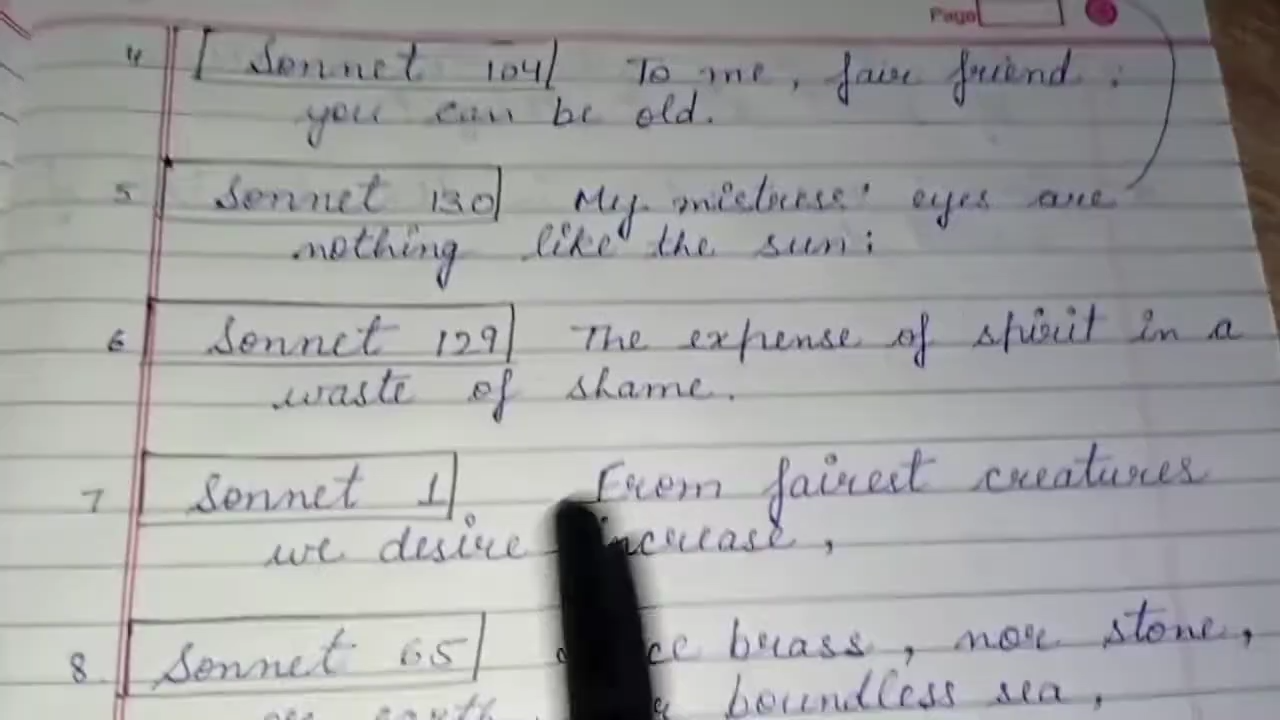 Page
4 Sonnet 104 To me, fair friend :
you can be old.
5 Sonnet 130 My mistress' eyes are
nothing like the sun :
6 Sonnet 129 The expense of spirit in a
waste of shame.
7 Sonnet 1 From fairest creatures
we desire increase,
8 Sonnet 65 brass, nor stone,
boundless sea,